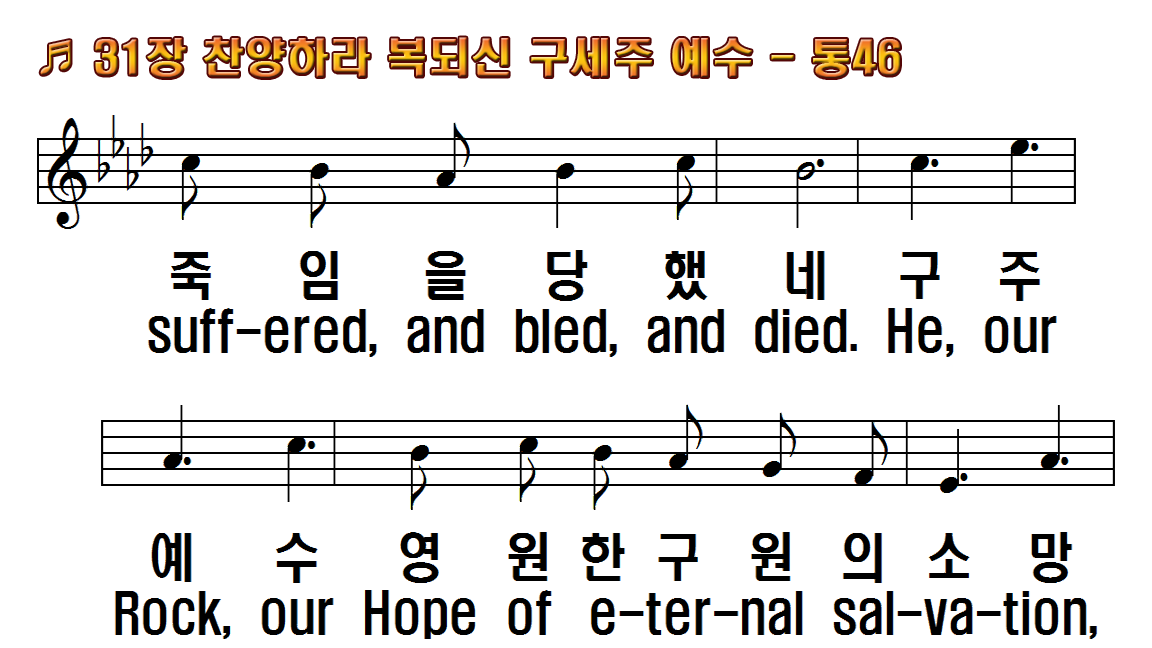 ♬ 31장 찬양하라 복되신 구세주 예수 - 통46
죽 임 을 당 했 네 구 주
suff-ered, and bled, and died. He, our
예 수 영 원 한 구 원 의 소 망
Rock, our Hope of e-ter-nal sal-va-tion,